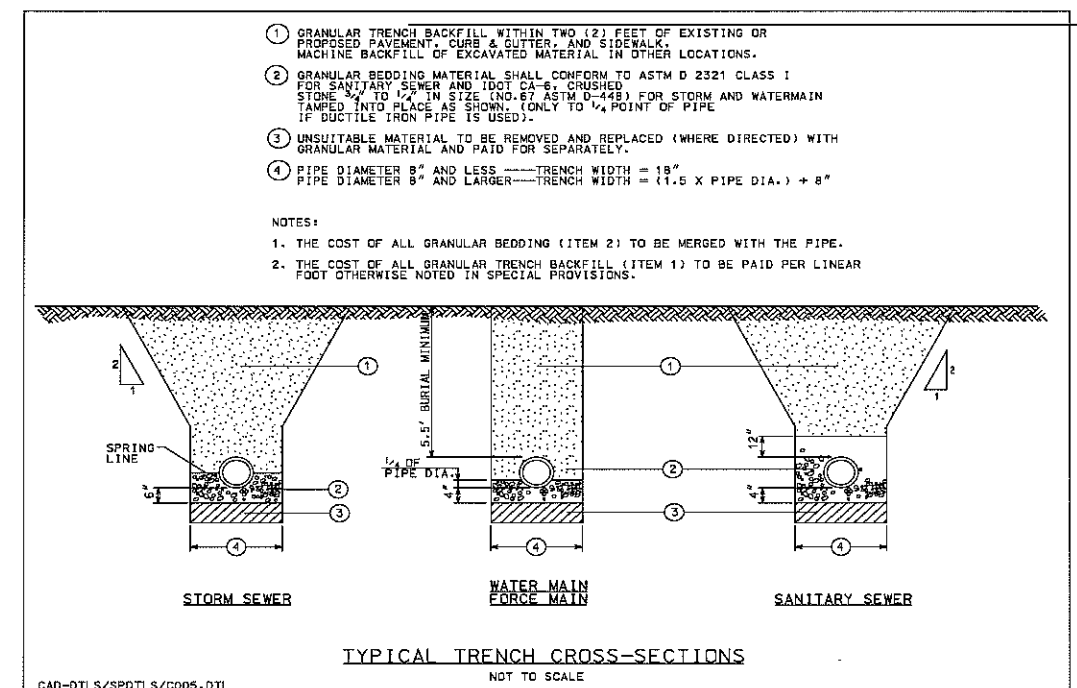 ① GRANULAR TRENCH BACKFILL WITHIN TWO (2) FEET OF EXISTING OR
PROPOSED PAVEMENT, CURB & GUTTER, AND SIDEWALK.
MACHINE BACKFILL OF EXCAVATED MATERIAL IN OTHER LOCATIONS.
② GRANULAR BEDDING MATERIAL SHALL CONFORM TO ASTM D 2321 CLASS I
FOR SANITARY SEWER AND IDOT CA-6, CRUSHED
STONE 3/4" TO 1/4" IN SIZE (NO.67 ASTM D-448) FOR STORM AND WATERMAIN
TAMPED INTO PLACE AS SHOWN. (ONLY TO 1/4 POINT OF PIPE
IF DUCTILE IRON PIPE IS USED).
③ UNSUITABLE MATERIAL TO BE REMOVED AND REPLACED (WHERE DIRECTED) WITH
GRANULAR MATERIAL AND PAID FOR SEPARATELY.
④ PIPE DIAMETER 8" AND LESS ----TRENCH WIDTH = 18"
PIPE DIAMETER 8" AND LARGER----TRENCH WIDTH = (1.5 X PIPE DIA.) + 8"
NOTES:
1. THE COST OF ALL GRANULAR BEDDING (ITEM 2) TO BE MERGED WITH THE PIPE.
2. THE COST OF ALL GRANULAR TRENCH BACKFILL (ITEM 1) TO BE PAID PER LINEAR
FOOT OTHERWISE NOTED IN SPECIAL PROVISIONS.
2
1
SPRING
LINE
6"
①
②
③
④
STORM SEWER
5.5' BURIAL MINIMUM
1/4 OF
PIPE DIA.
4"
①
②
③
④
WATER MAIN
FORCE MAIN
12"
4"
2
1
④
SANITARY SEWER
TYPICAL TRENCH CROSS-SECTIONS
NOT TO SCALE